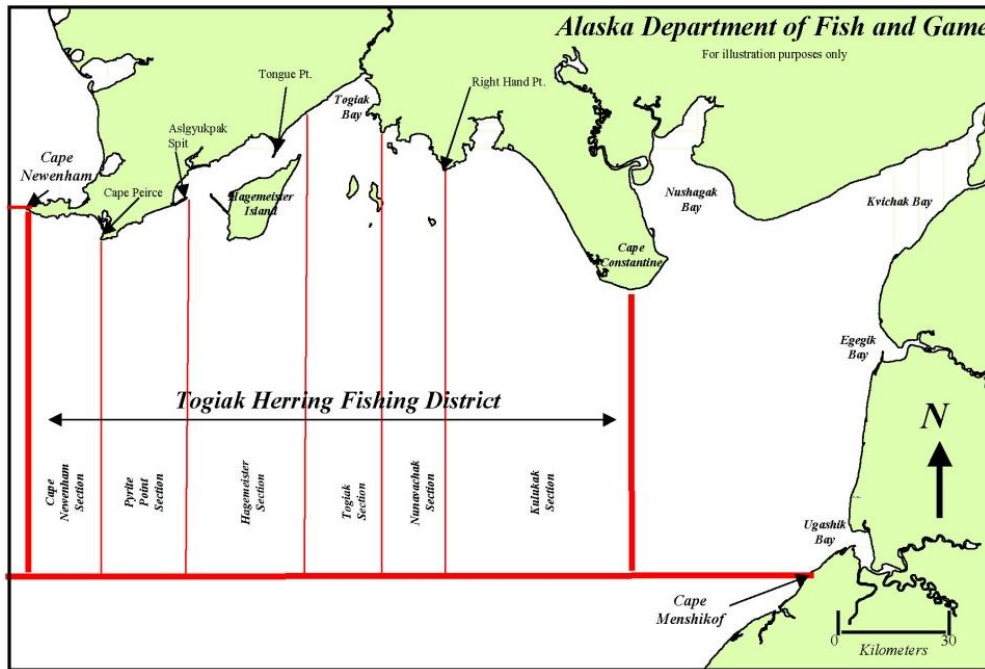 Alaska Department of Fish and Game
For illustration purposes only
Tongue Pt.
Right Hand Pt.
Togiak
Bay
Aslgyukpak
Spit
Cape
Newenham
Cape Peirce
Hagemeister
Island
Nushagak
Bay
Kvichak Bay
Cape
Constantine
Egegik
Bay
Togiak Herring Fishing District
N
Cape
Newenham
Section
Pyrite
Point
Section
Hagemeister
Section
Togiak
Section
Nunavachak
Section
Kulukak
Section
Ugashik
Bay
Cape
Menshikof
0 30
Kilometers